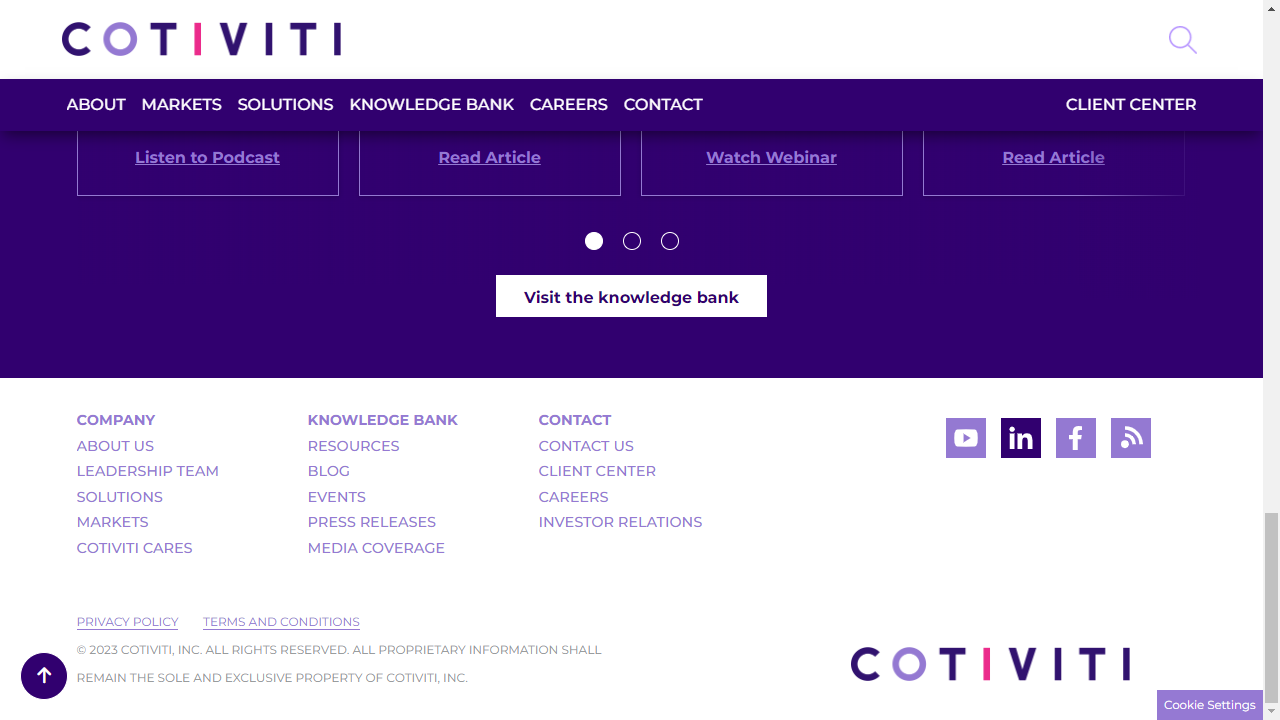 COTIVITI
ABOUT MARKETS SOLUTIONS KNOWLEDGE BANK CAREERS CONTACT CLIENT CENTER
Listen to Podcast Read Article Watch Webinar Read Article
Visit the knowledge bank
COMPANY KNOWLEDGE BANK CONTACT
ABOUT US RESOURCES CONTACT US
LEADERSHIP TEAM BLOG CLIENT CENTER
SOLUTIONS EVENTS CAREERS
MARKETS PRESS RELEASES INVESTOR RELATIONS
COTIVITI CARES MEDIA COVERAGE
in
PRIVACY POLICY TERMS AND CONDITIONS
© 2023 COTIVITI, INC. ALL RIGHTS RESERVED. ALL PROPRIETARY INFORMATION SHALL
REMAIN THE SOLE AND EXCLUSIVE PROPERTY OF COTIVITI, INC.
COTIVITI
Cookie Settings